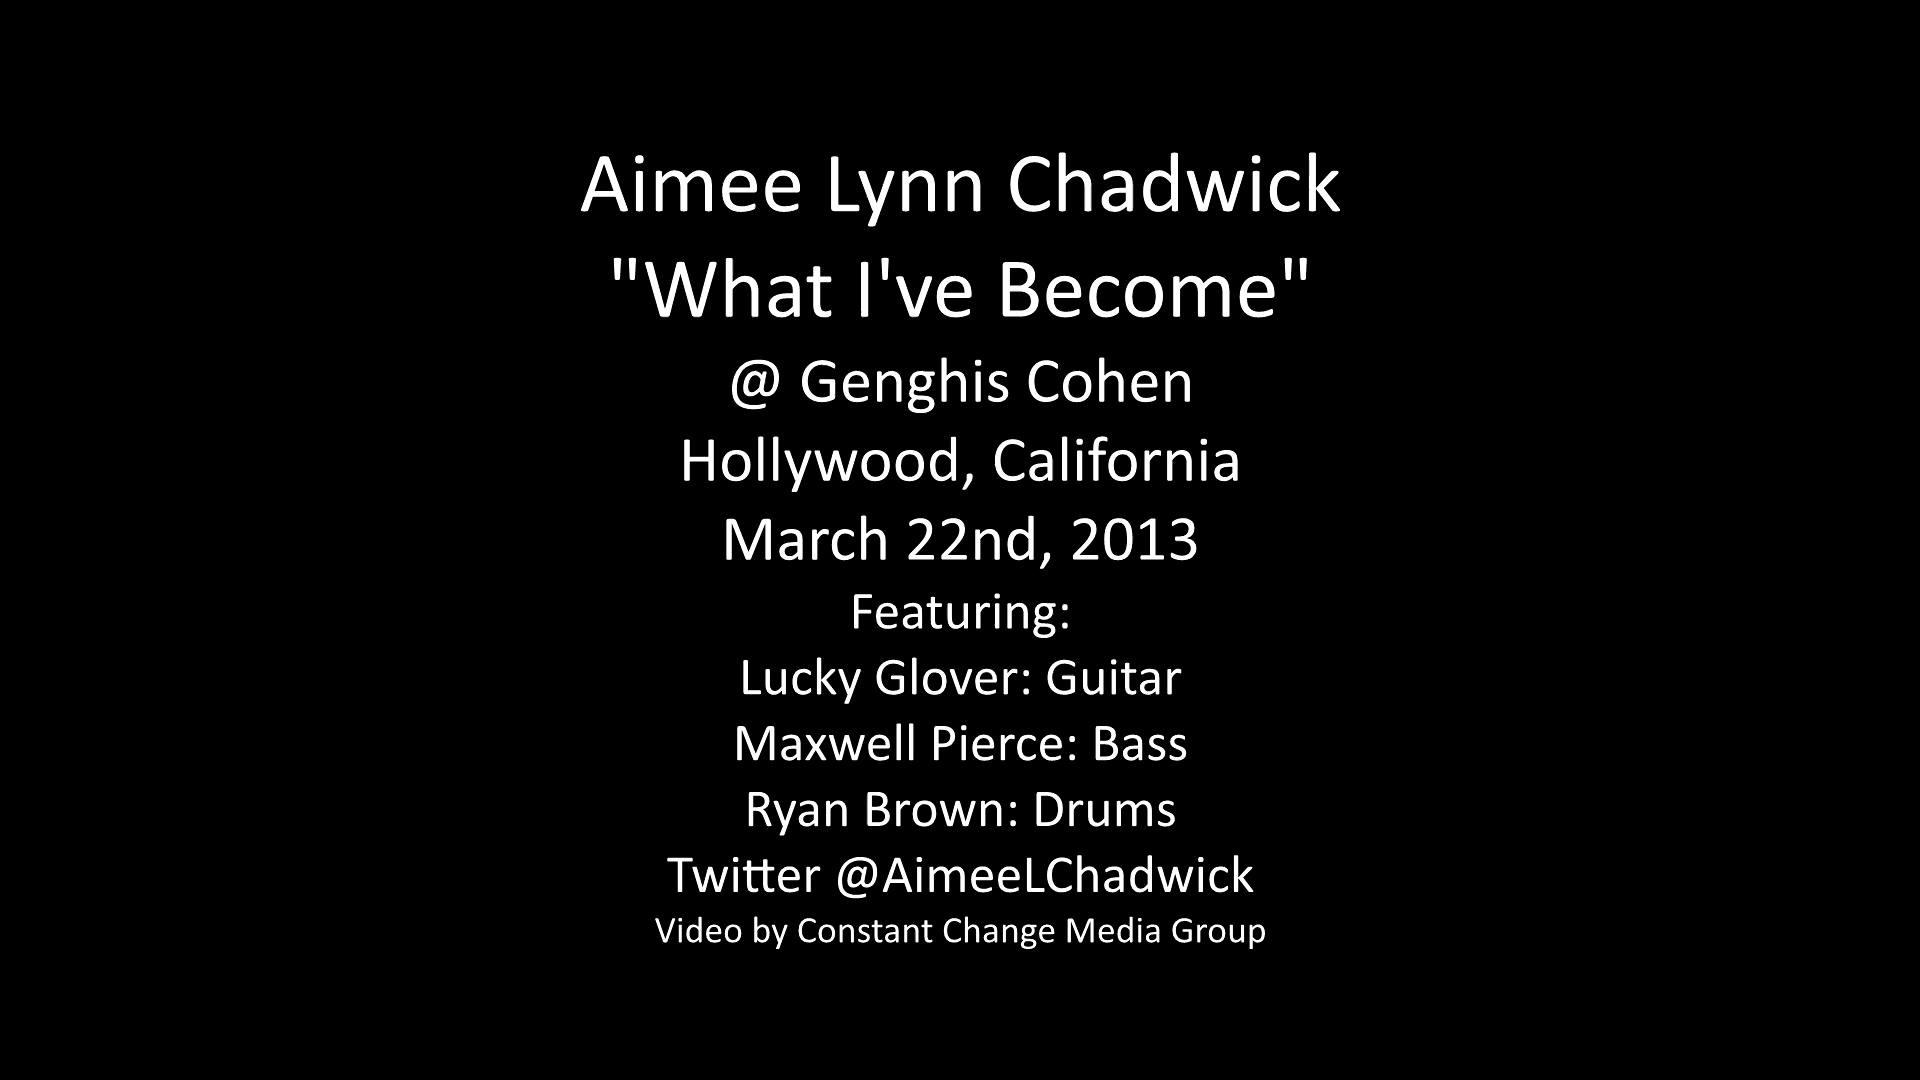 Aimee Lynn Chadwick
"What I've Become"
@ Genghis Cohen
Hollywood, California
March 22nd, 2013
Featuring:
Lucky Glover: Guitar
Maxwell Pierce: Bass
Ryan Brown: Drums
Twitter @AimeeLChadwick
Video by Constant Change Media Group